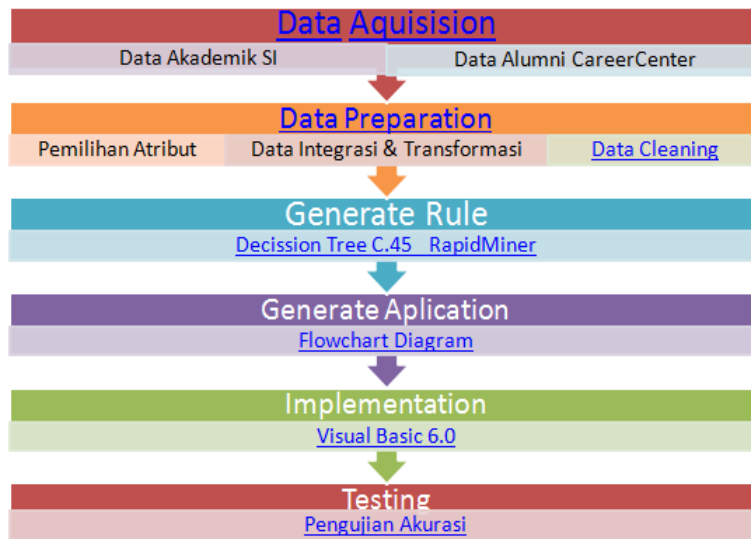 Data Aquisision
Data Akademik SI Data Alumni CareerCenter
Data Preparation
Pemilihan Atribut Data Integrasi & Transformasi Data Cleaning
Generate Rule
Decission Tree C.45 RapidMiner
Generate Aplication
Flowchart Diagram
Implementation
Visual Basic 6.0
Testing
Pengujian Akurasi